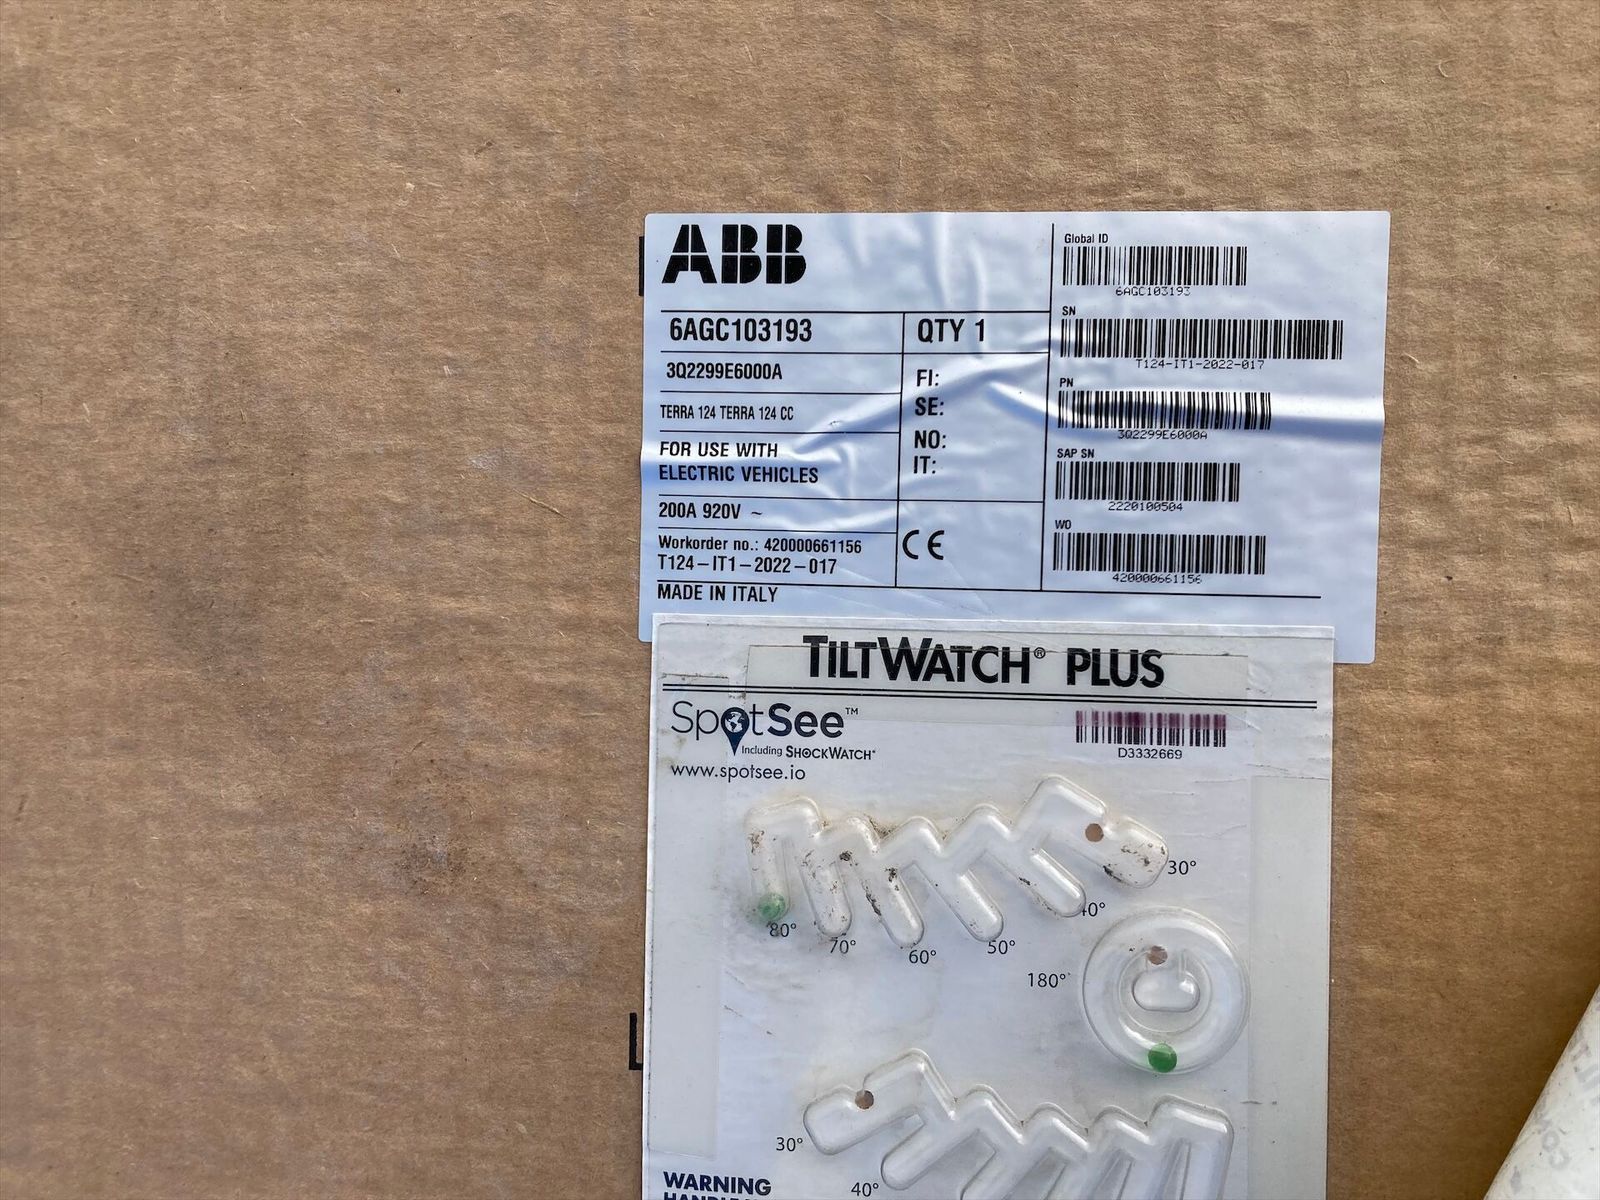 ABB
6AGC103193
QTY 1
3Q2299E6000A
TERRA 124 TERRA 124 CC
FOR USE WITH
ELECTRIC VEHICLES
200A 920V ~
Workorder no.: 420000661156
T124-IT1-2022-017
MADE IN ITALY
FI:
SE:
NO:
IT:
CE
Global ID
6AGC103193
SN
T124-IT1-2022-017
PN
3Q2299E6000A
SAP SN
2220100504
WO
420000661156
TILTWATCH® PLUS
SpotSee™
Including SHOCKWATCH®
www.spotsee.io
D3332669
30°
40°
50°
60°
70°
80°
180°
30°
40°
WARNING